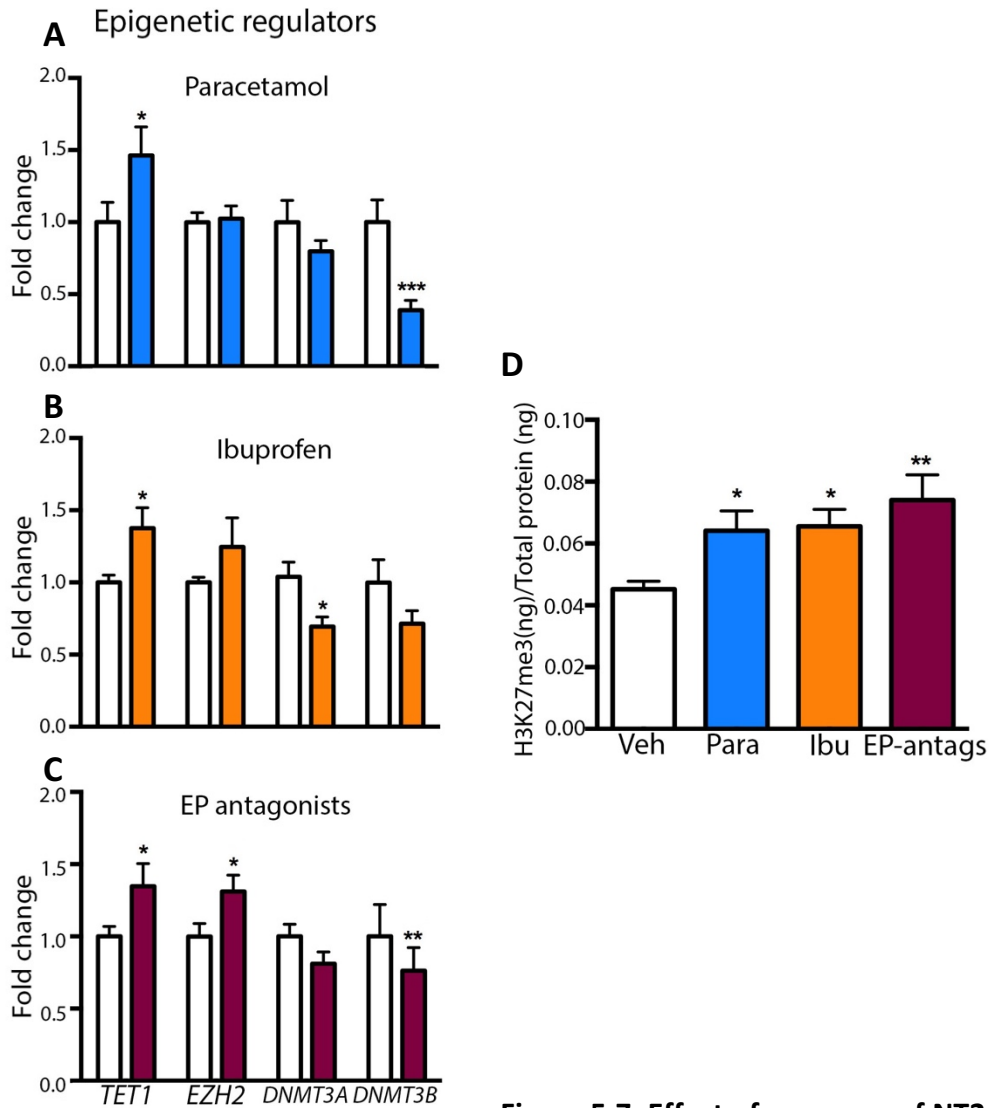 A Epigenetic regulators
Paracetamol
Fold change
2.0
1.5
1.0
0.5
0.0
*
***
B
Ibuprofen
Fold change
2.0
1.5
1.0
0.5
0.0
*
*
C
EP antagonists
Fold change
2.0
1.5
1.0
0.5
0.0
*
*
**
TET1 EZH2 DNMT3A DNMT3B
D
H3K27me3(ng)/Total protein (ng)
0.10
0.08
0.06
0.04
0.02
0.00
*
*
**
Veh Para Ibu EP-antags